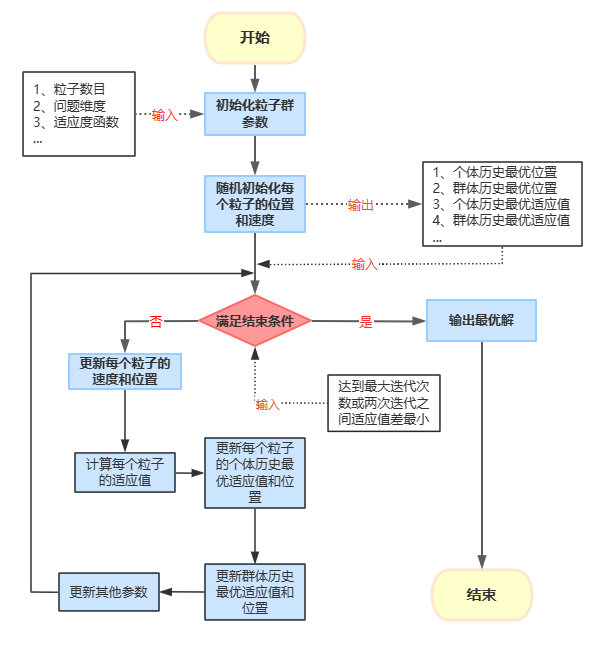 开始
1、粒子数目
2、问题维度
3、适应度函数
...
输入
初始化粒子群
参数
随机初始化每
个粒子的位置
和速度
输出
1、个体历史最优位置
2、群体历史最优位置
3、个体历史最优适应值
4、群体历史最优适应值
...
输入
否
满足结束条件
是
输出最优解
更新每个粒子的
速度和位置
输入
达到最大迭代次
数或两次迭代之
间适应值差最小
计算每个粒子
的适应值
更新每个粒子
的个体历史最
优适应值和位
置
更新其他参数
更新群体历史
最优适应值和
位置
结束